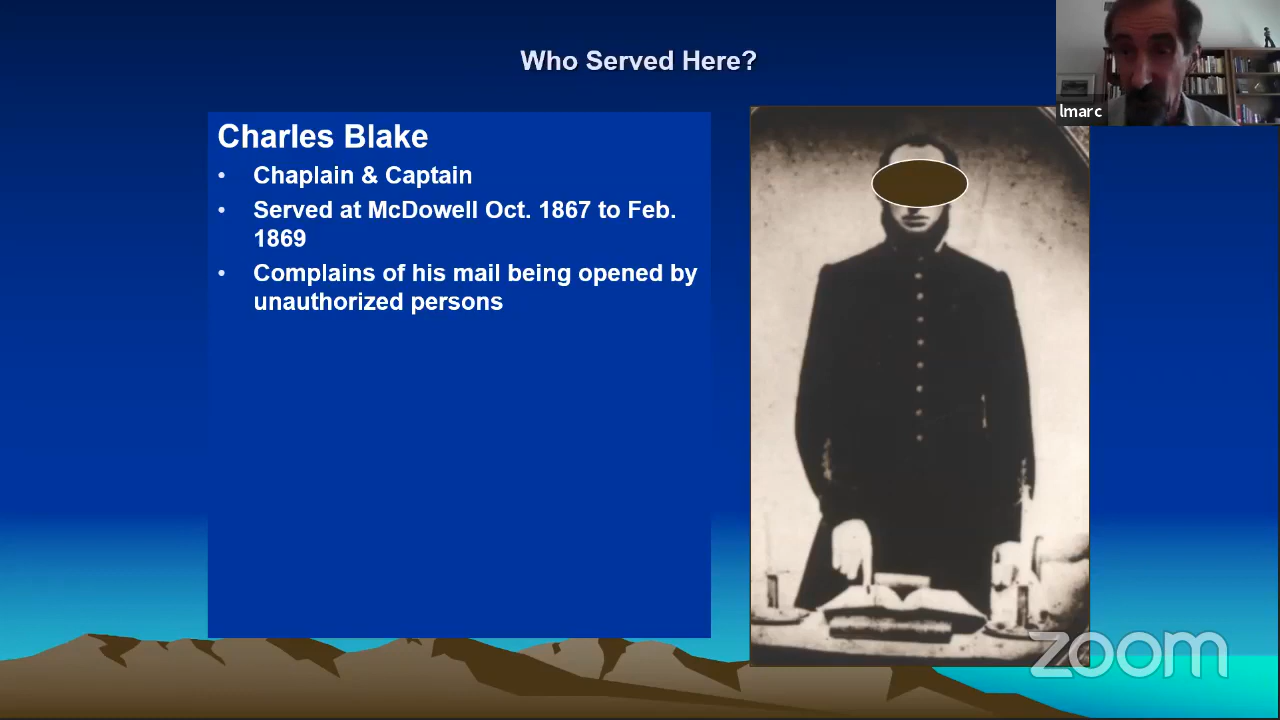 Who Served Here?
lmarc
Charles Blake
• Chaplain & Captain
• Served at McDowell Oct. 1867 to Feb.
1869
• Complains of his mail being opened by
unauthorized persons
zoom